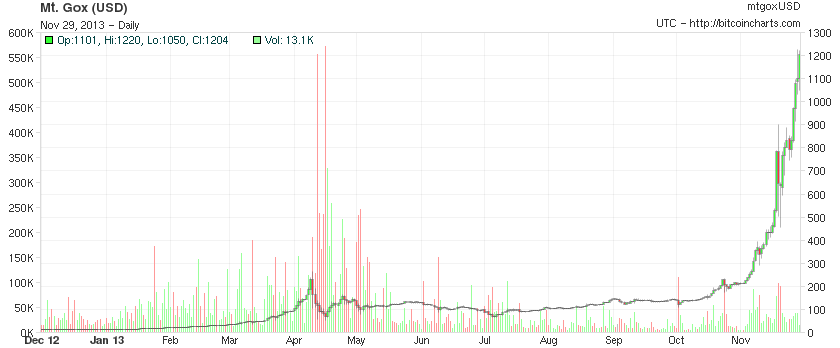 Mt. Gox (USD)
mtgoxUSD
Nov 29, 2013 - Daily
UTC - http://bitcoincharts.com
600K
Op:1101, Hi:1220, Lo:1050, Cl:1204
Vol: 13.1K
1300
550K
1200
500K
1100
450K
1000
400K
900
350K
800
300K
700
250K
600
200K
500
150K
400
300
100K
200
50K
100
0K
0
Dec 12
Jan 13
Feb
Mar
Apr
May
Jun
Jul
Aug
Sep
Oct
Nov